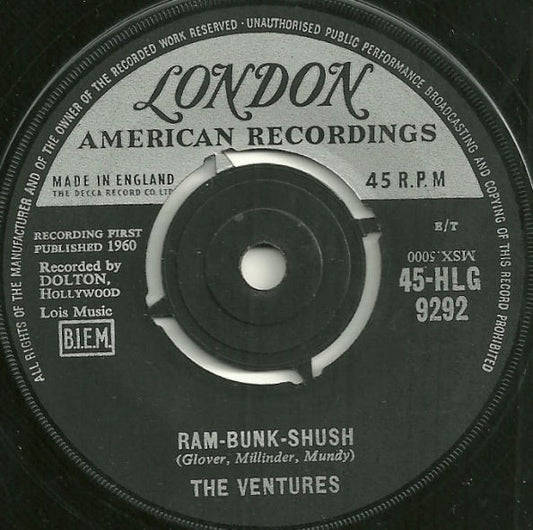 ALL RIGHTS OF THE MANUFACTURER AND OF THE OWNER OF THE RECORDED WORK RESERVED · UNAUTHORISED PUBLIC PERFORMANCE BROADCASTING AND COPYING OF THIS RECORD PROHIBITED
LONDON
AMERICAN RECORDINGS
MADE IN ENGLAND
THE DECCA RECORD CO. LTD.
45 R.P.M
RECORDING FIRST
PUBLISHED 1960
Recorded by
DOLTON,
HOLLYWOOD
Lois Music
B.I.E.M.
E/T
MSX.5000
45-HLG
9292
RAM-BUNK-SHUSH
(Glover, Millinder, Mundy)
THE VENTURES